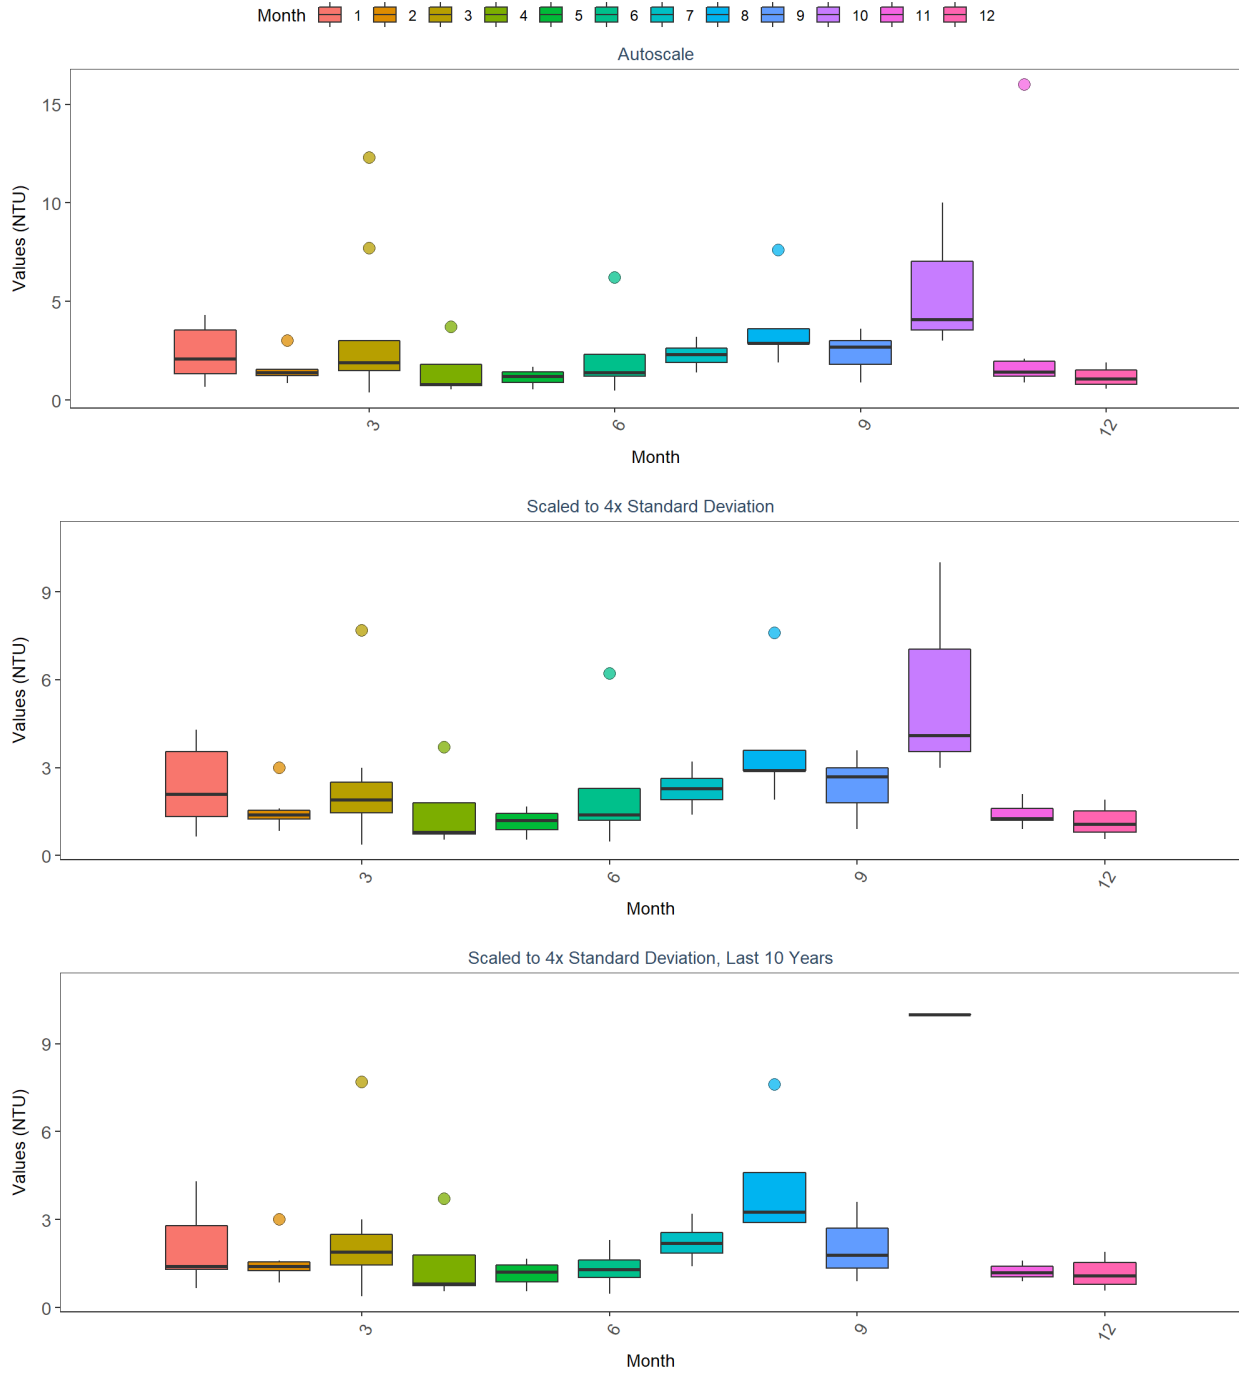 Month 1 2 3 4 5 6 7 8 9 10 11 12
Autoscale
Values (NTU)
15
10
5
0
3 6 9 12
Month
Scaled to 4x Standard Deviation
Values (NTU)
9
6
3
0
3 6 9 12
Month
Scaled to 4x Standard Deviation, Last 10 Years
Values (NTU)
9
6
3
0
3 6 9 12
Month